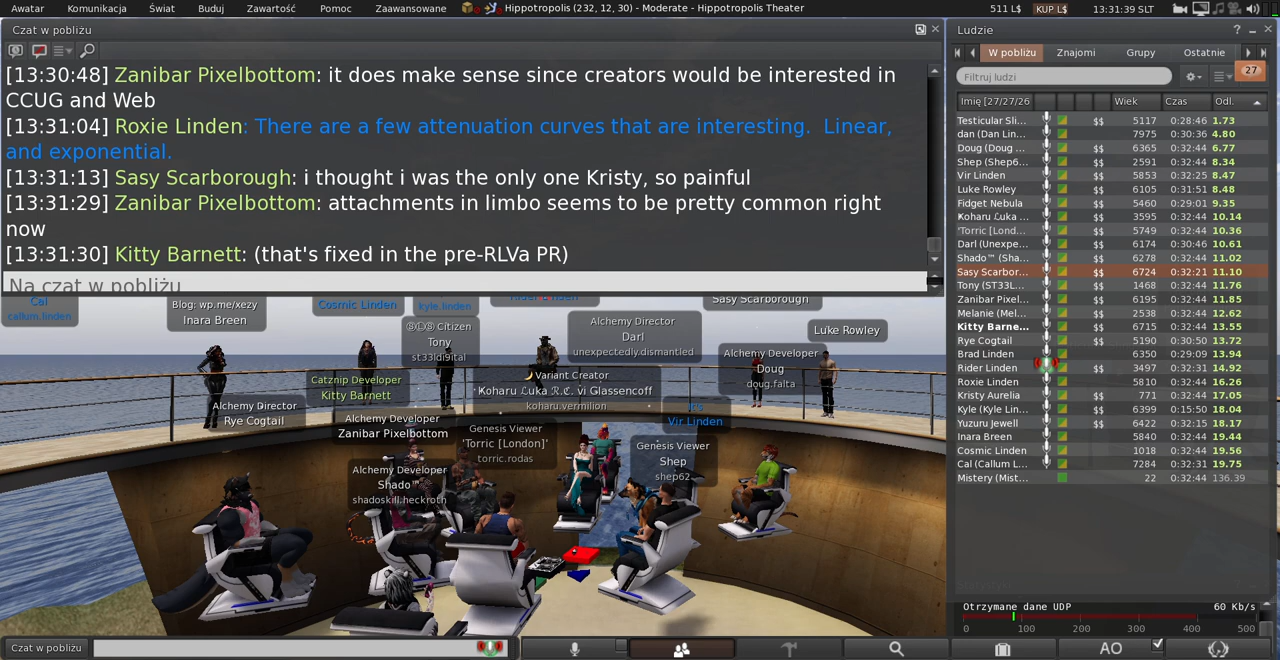 Awatar Komunikacja Świat Buduj Zawartość Pomoc Zaawansowane Hippotropolis (232, 12, 30) - Moderate - Hippotropolis Theater 511 L$ KUP L$ 13:31:39 SLT
Czat w pobliżu
[13:30:48] Zanibar Pixelbottom: it does make sense since creators would be interested in
CCUG and Web
[13:31:04] Roxie Linden: There are a few attenuation curves that are interesting.  Linear,
and exponential.
[13:31:13] Sasy Scarborough: i thought i was the only one Kristy, so painful
[13:31:29] Zanibar Pixelbottom: attachments in limbo seems to be pretty common right
now
[13:31:30] Kitty Barnett: (that's fixed in the pre-RLVa PR)
Na czat w pobliżu
Cal
callum.linden
Blog: wp.me/xezy
Inara Breen
Cosmic Linden
kyle.linden
Rider Linden
Sasy Scarborough
Luke Rowley
ⓈⓁⒷ Citizen
Tony
st33ldi9ital
Alchemy Director
Darl
unexpectedly.dismantled
Alchemy Developer
Doug
doug.falta
Catznip Developer
Kitty Barnett
🌙Variant Creator
Ҝoharu ℒuka ℛ.ℂ. vi Glassencoff
koharu.vermilion
Alchemy Director
Rye Cogtail
Alchemy Developer
Zanibar Pixelbottom
Vir Linden
Genesis Viewer
'Torric [London]'
torric.rodas
Genesis Viewer
Shep
shep62
Alchemy Developer
Shado™
shadoskill.heckroth
Ludzie
? _ ×
W pobliżu Znajomi Grupy Ostatnie
Filtruj ludzi
27
Imię [27/27/26 Wiek Czas Odl.
Testicular Sli... $$ 5117 0:28:46 1.73
dan (Dan Lin... 7975 0:30:36 4.80
Doug (Doug ... $$ 6365 0:32:44 6.77
Shep (Shep6... $$ 2591 0:32:44 8.34
Vir Linden $$ 5853 0:32:25 8.47
Luke Rowley $$ 6105 0:31:51 8.48
Fidget Nebula $$ 5460 0:29:01 9.35
Ҝoharu ℒuka ... $$ 3595 0:32:44 10.14
'Torric [Lond... $$ 5749 0:32:44 10.36
Darl (Unexpe... $$ 6174 0:30:46 10.61
Shado™ (Sha... $$ 6278 0:32:44 11.02
Sasy Scarbor... $$ 6724 0:32:21 11.10
Tony (ST33L... $$ 1468 0:32:44 11.76
Zanibar Pixel... $$ 6195 0:32:44 11.85
Melanie (Mel... $$ 2538 0:32:44 12.62
Kitty Barne... $$ 6715 0:32:44 13.55
Rye Cogtail $$ 5190 0:30:50 13.72
Brad Linden 6350 0:29:09 13.94
Rider Linden $$ 3497 0:32:31 14.92
Roxie Linden 5810 0:32:44 16.26
Kristy Aurelia $$ 771 0:32:44 17.05
Kyle (Kyle Lin... $$ 6399 0:15:50 18.04
Yuzuru Jewell $$ 6422 0:32:15 18.17
Inara Breen 5840 0:32:44 19.44
Cosmic Linden 1018 0:32:44 19.56
Cal (Callum L... 7284 0:32:31 19.75
Mistery (Mist... 22 0:32:44 136.39
Otrzymane dane UDP 60 Kb/s
0 100 200 300 400 500
Czat w pobliżu
AO